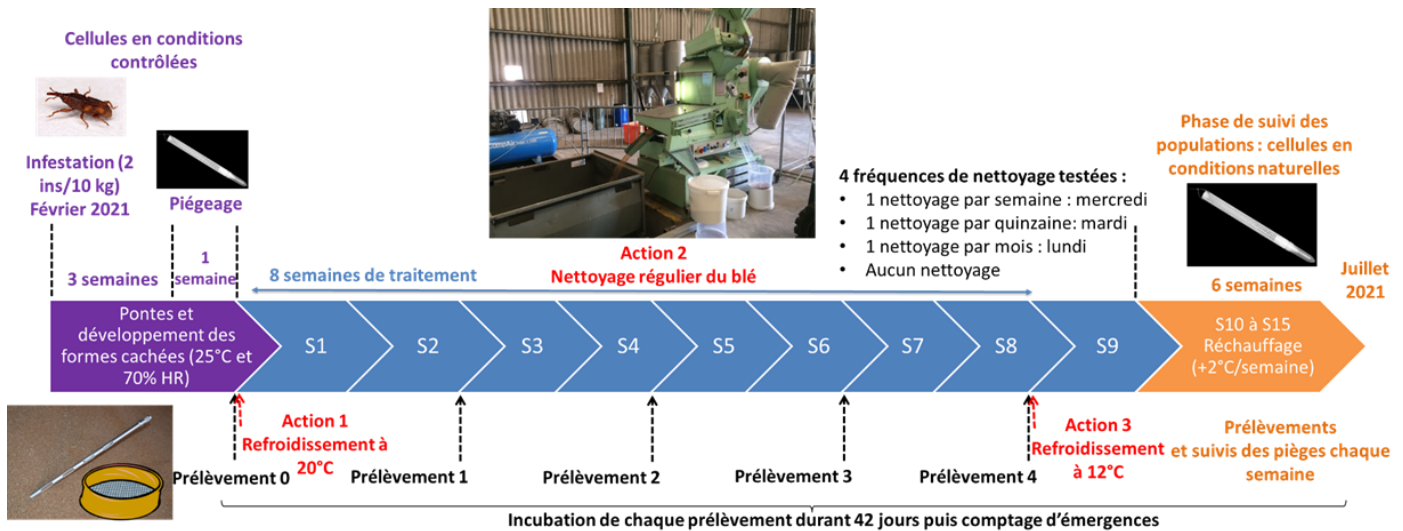 Cellules en conditions
contrôlées
Infestation (2
ins/10 kg)
Février 2021
Piégeage
3 semaines
1
semaine
8 semaines de traitement
Action 2
Nettoyage régulier du blé
4 fréquences de nettoyage testées :
• 1 nettoyage par semaine : mercredi
• 1 nettoyage par quinzaine: mardi
• 1 nettoyage par mois : lundi
• Aucun nettoyage
Phase de suivi des
populations : cellules en
conditions naturelles
6 semaines
Juillet
2021
Pontes et
développement des
formes cachées (25°C et
70% HR)
S1
S2
S3
S4
S5
S6
S7
S8
S9
S10 à S15
Réchauffage
(+2°C/semaine)
Action 1
Refroidissement à
20°C
Action 3
Refroidissement
à 12°C
Prélèvements
et suivis des pièges chaque
semaine
Prélèvement 0
Prélèvement 1
Prélèvement 2
Prélèvement 3
Prélèvement 4
Incubation de chaque prélèvement durant 42 jours puis comptage d'émergences